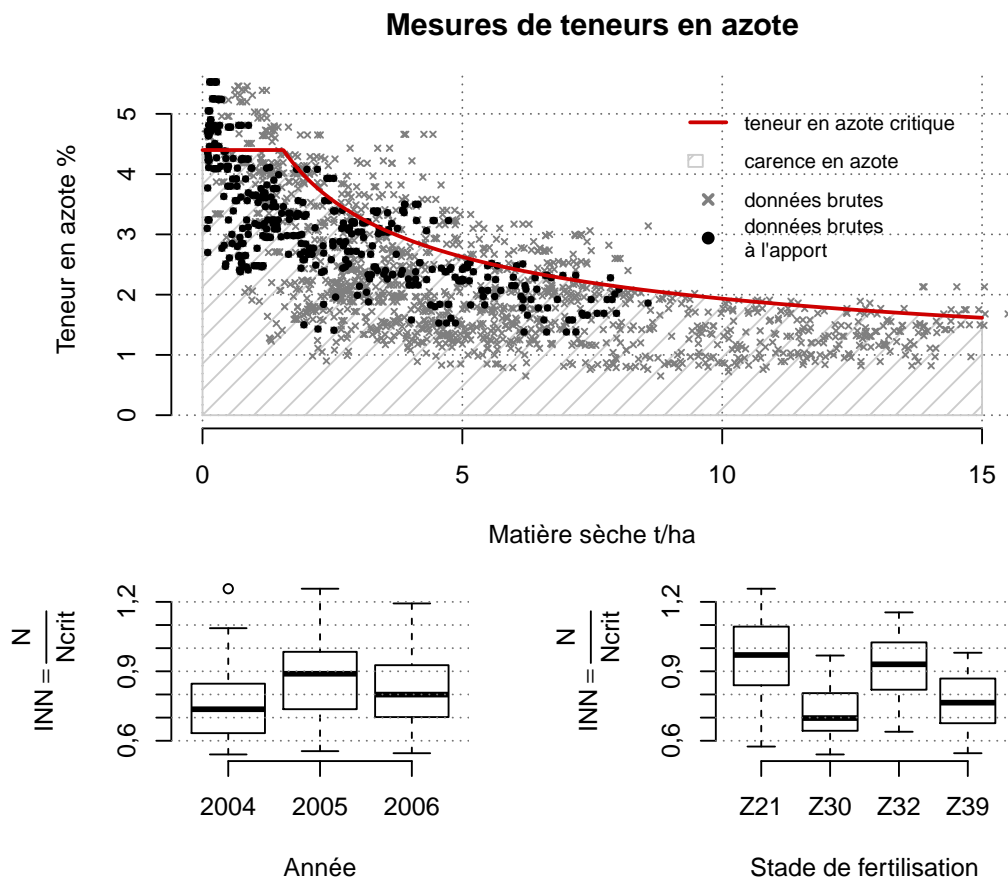 Mesures de teneurs en azote
Teneur en azote %
5
4
3
2
1
0
teneur en azote critique
carence en azote
données brutes
données brutes
à l'apport
0 5 10 15
Matière sèche t/ha
INN = N
Ncrit
1,2
0,9
0,6
2004 2005 2006
Année
INN = N
Ncrit
1,2
0,9
0,6
Z21 Z30 Z32 Z39
Stade de fertilisation